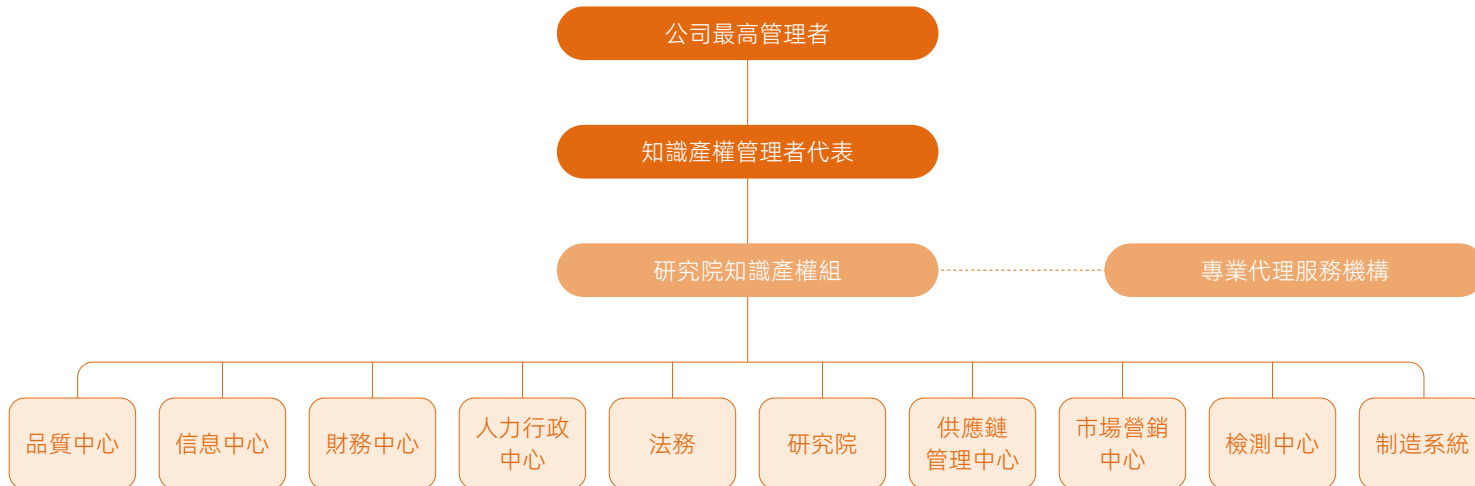 公司最高管理者
知識產權管理者代表
研究院知識產權組
專業代理服務機構
品質中心
信息中心
財務中心
人力行政
中心
法務
研究院
供應鏈
管理中心
市場營銷
中心
檢測中心
制造系統